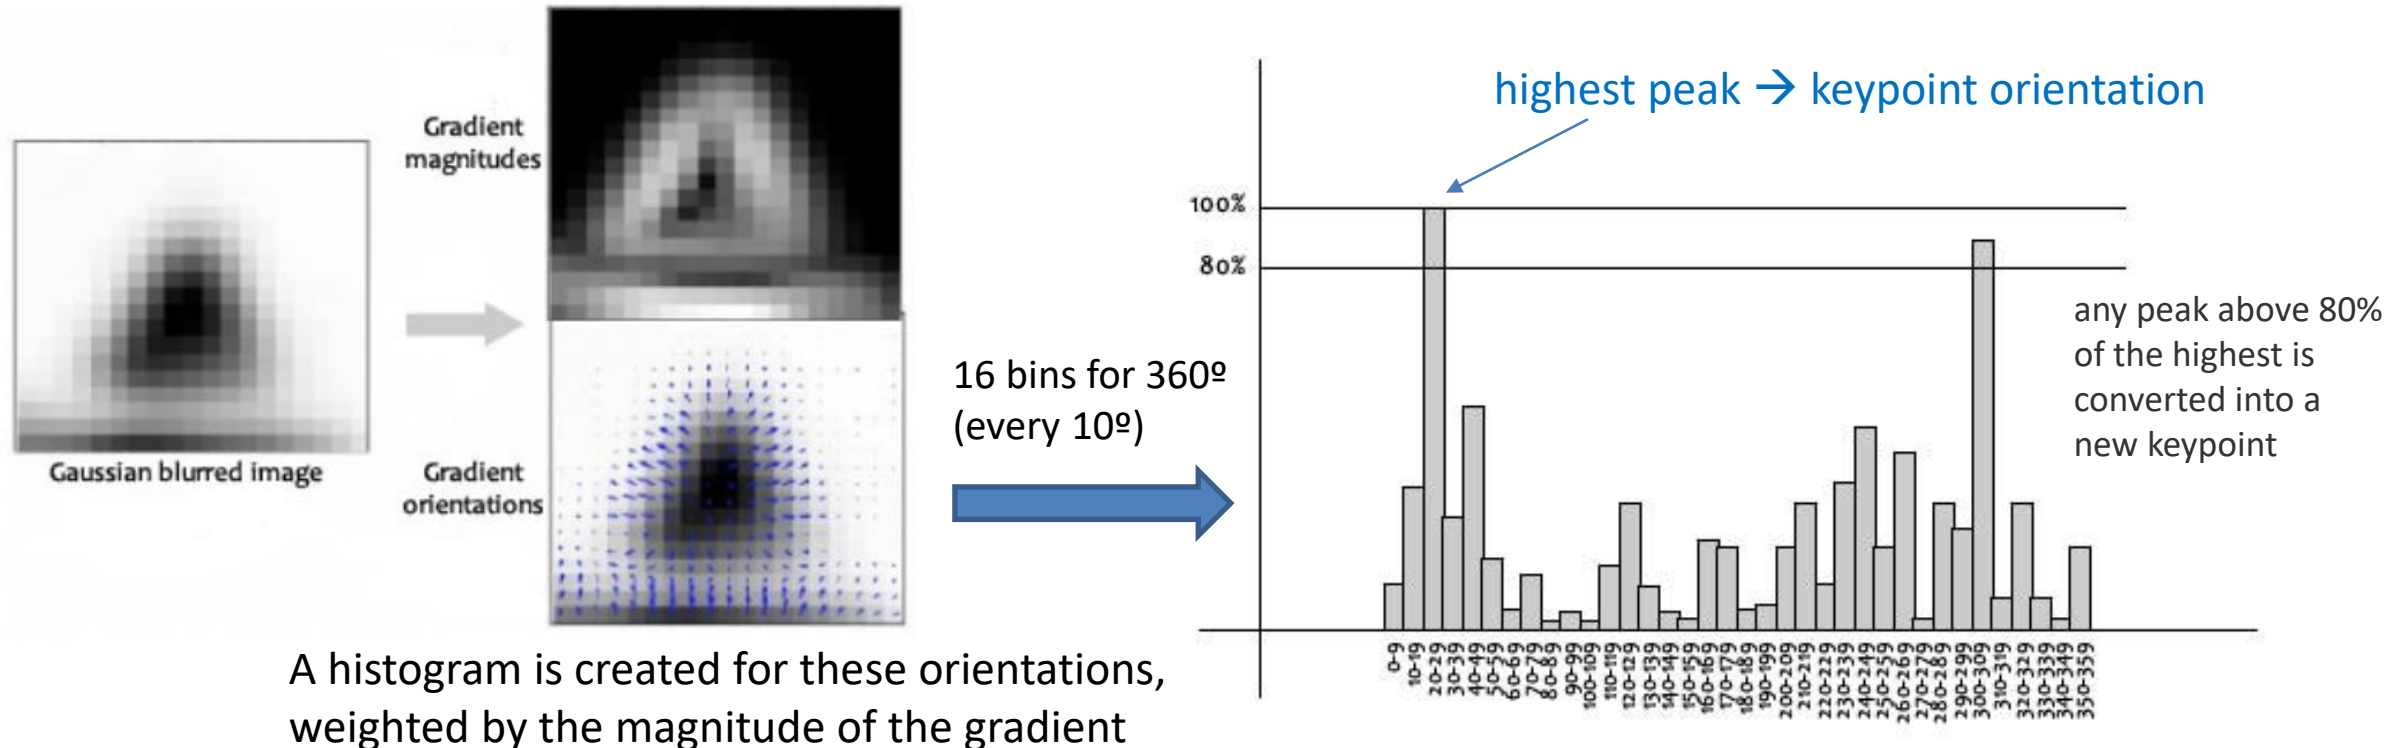 Gaussian blurred image
Gradient
magnitudes
Gradient
orientations
16 bins for 360º
(every 10º)
A histogram is created for these orientations,
weighted by the magnitude of the gradient
highest peak → keypoint orientation
100%
80%
any peak above 80%
of the highest is
converted into a
new keypoint
0-9
10-19
20-29
30-39
40-49
50-59
60-69
70-79
80-89
90-99
100-109
110-119
120-129
130-139
140-149
150-159
160-169
170-179
180-189
190-199
200-209
210-219
220-229
230-239
240-249
250-259
260-269
270-279
280-289
290-299
300-309
310-319
320-329
330-339
340-349
350-359